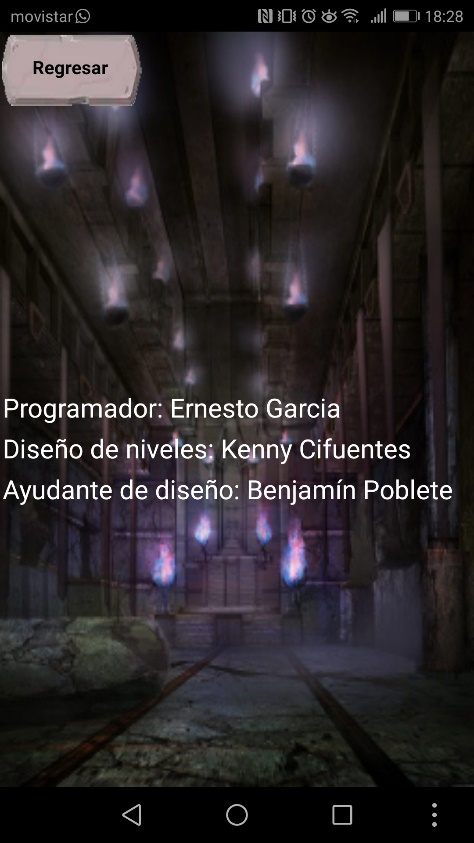 movistar
18:28
Regresar
Programador: Ernesto Garcia
Diseño de niveles: Kenny Cifuentes
Ayudante de diseño: Benjamín Poblete